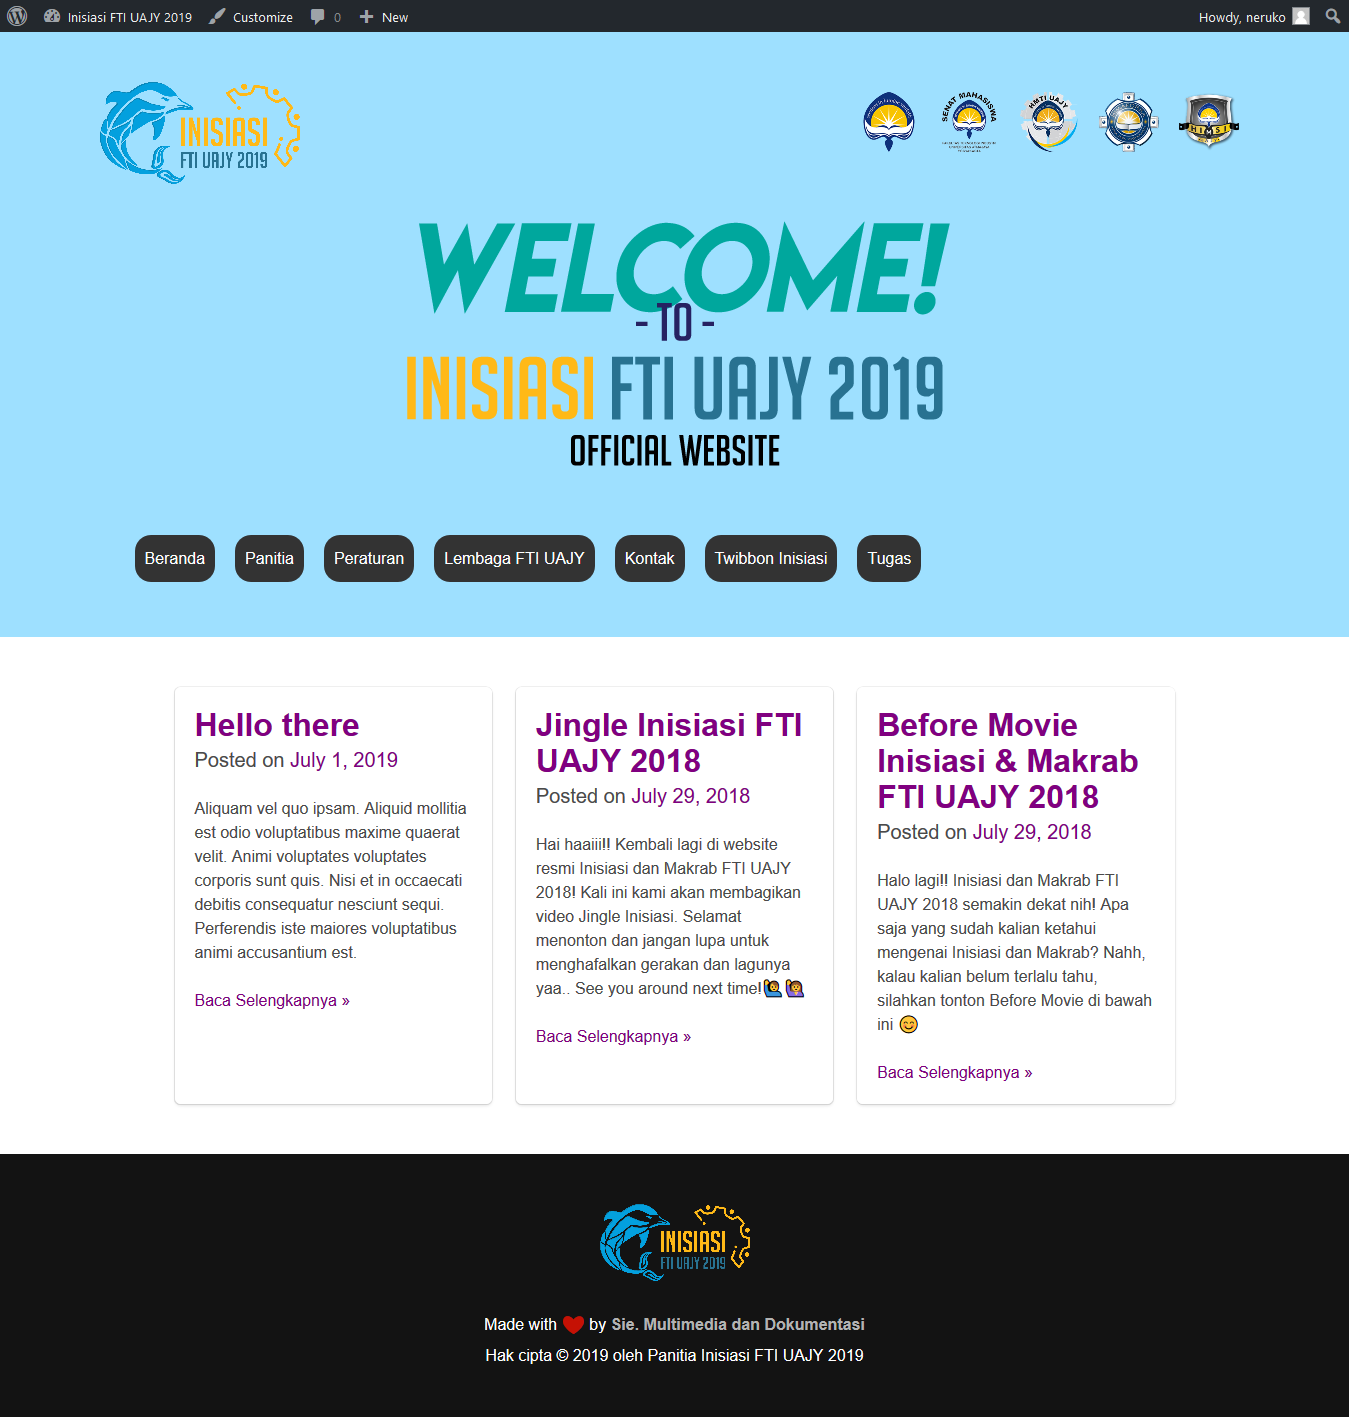 Inisiasi FTI UAJY 2019 Customize 0 New Howdy, neruko
INISIASI
FTI UAJY 2019
SENAT MAHASISWA
HMTI UAJY
HIMSI
WELCOME!
- TO -
INISIASI FTI UAJY 2019
OFFICIAL WEBSITE
Beranda Panitia Peraturan Lembaga FTI UAJY Kontak Twibbon Inisiasi Tugas
Hello there
Posted on July 1, 2019
Aliquam vel quo ipsam. Aliquid mollitia
est odio voluptatibus maxime quaerat
velit. Animi voluptates voluptates
corporis sunt quis. Nisi et in occaecati
debitis consequatur nesciunt sequi.
Perferendis iste maiores voluptatibus
animi accusantium est.
Baca Selengkapnya »
Jingle Inisiasi FTI
UAJY 2018
Posted on July 29, 2018
Hai haaiii!! Kembali lagi di website
resmi Inisiasi dan Makrab FTI UAJY
2018! Kali ini kami akan membagikan
video Jingle Inisiasi. Selamat
menonton dan jangan lupa untuk
menghafalkan gerakan dan lagunya
yaa.. See you around next time!🙋🙋
Baca Selengkapnya »
Before Movie
Inisiasi & Makrab
FTI UAJY 2018
Posted on July 29, 2018
Halo lagi!! Inisiasi dan Makrab FTI
UAJY 2018 semakin dekat nih! Apa
saja yang sudah kalian ketahui
mengenai Inisiasi dan Makrab? Nahh,
kalau kalian belum terlalu tahu,
silahkan tonton Before Movie di bawah
ini 😊
Baca Selengkapnya »
INISIASI
FTI UAJY 2019
Made with ❤ by Sie. Multimedia dan Dokumentasi
Hak cipta © 2019 oleh Panitia Inisiasi FTI UAJY 2019